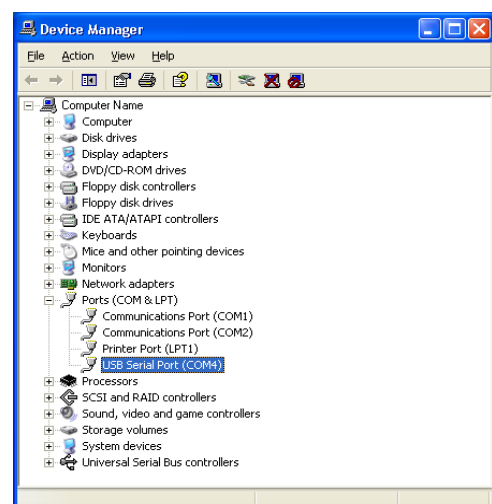 Device Manager
File Action View Help
Computer Name
Computer
Disk drives
Display adapters
DVD/CD-ROM drives
Floppy disk controllers
Floppy disk drives
IDE ATA/ATAPI controllers
Keyboards
Mice and other pointing devices
Monitors
Network adapters
Ports (COM & LPT)
Communications Port (COM1)
Communications Port (COM2)
Printer Port (LPT1)
USB Serial Port (COM4)
Processors
SCSI and RAID controllers
Sound, video and game controllers
Storage volumes
System devices
Universal Serial Bus controllers